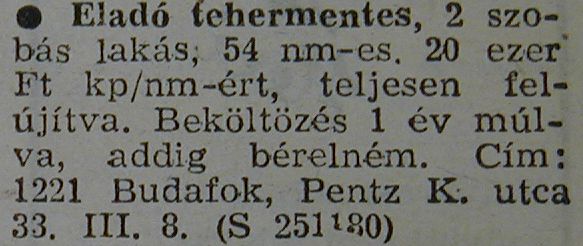 ● Eladó tehermentes, 2 szo-
bás lakás, 54 nm-es. 20 ezer
Ft kp/nm-ért, teljesen fel-
újítva. Beköltözés 1 év múl-
va, addig bérelném. Cím:
1221 Budafok, Pentz K. utca
33. III. 8. (S 251180)